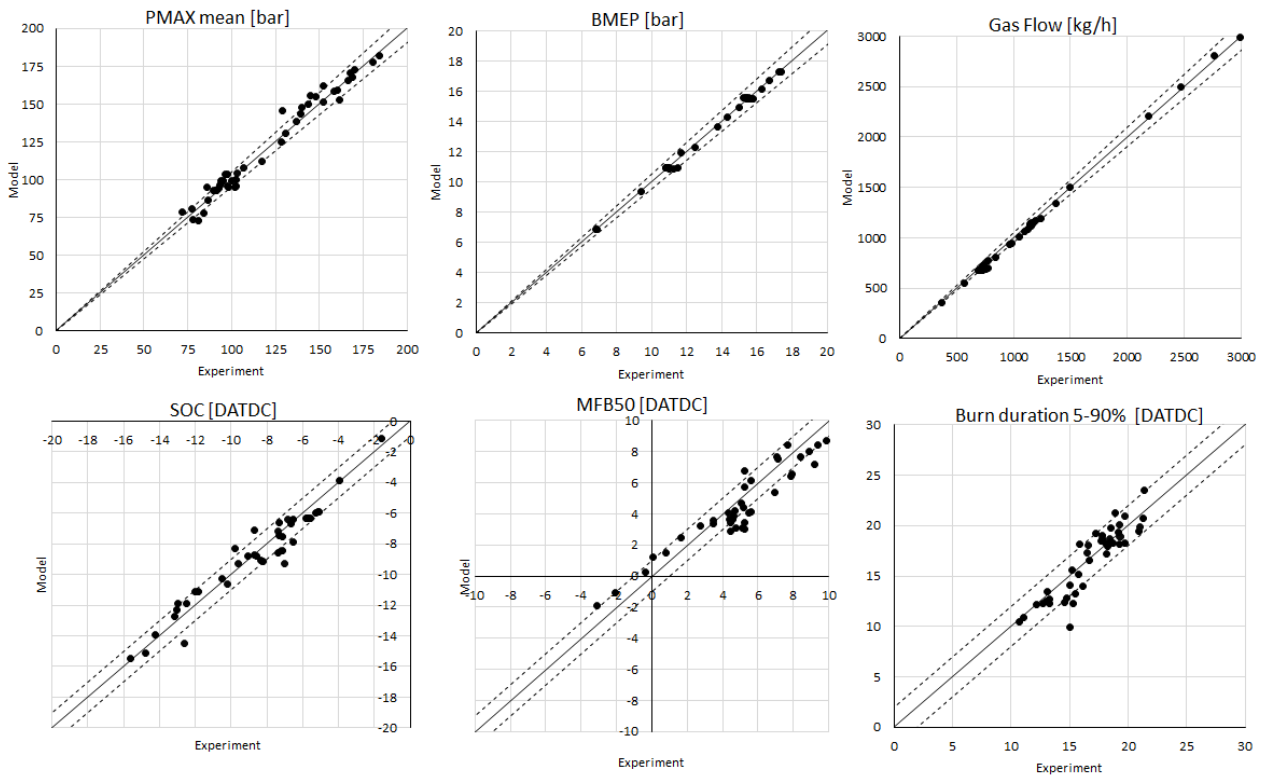 PMAX mean [bar]
200
175
150
125
100
75
50
25
0
Model
0 25 50 75 100 125 150 175 200
Experiment
BMEP [bar]
20
18
16
14
12
10
8
6
4
2
0
Model
0 2 4 6 8 10 12 14 16 18 20
Experiment
Gas Flow [kg/h]
3000
2500
2000
1500
1000
500
0
Model
0 500 1000 1500 2000 2500 3000
Experiment
SOC [DATDC]
-20 -18 -16 -14 -12 -10 -8 -6 -4 -2 0
0
-2
-4
-6
-8
-10
-12
-14
-16
-18
-20
Model
Experiment
MFB50 [DATDC]
10
8
6
4
2
0
-2
-4
-6
-8
-10
-10 -8 -6 -4 -2 0 2 4 6 8 10
Model
Experiment
Burn duration 5-90% [DATDC]
30
25
20
15
10
5
0
Model
0 5 10 15 20 25 30
Experiment